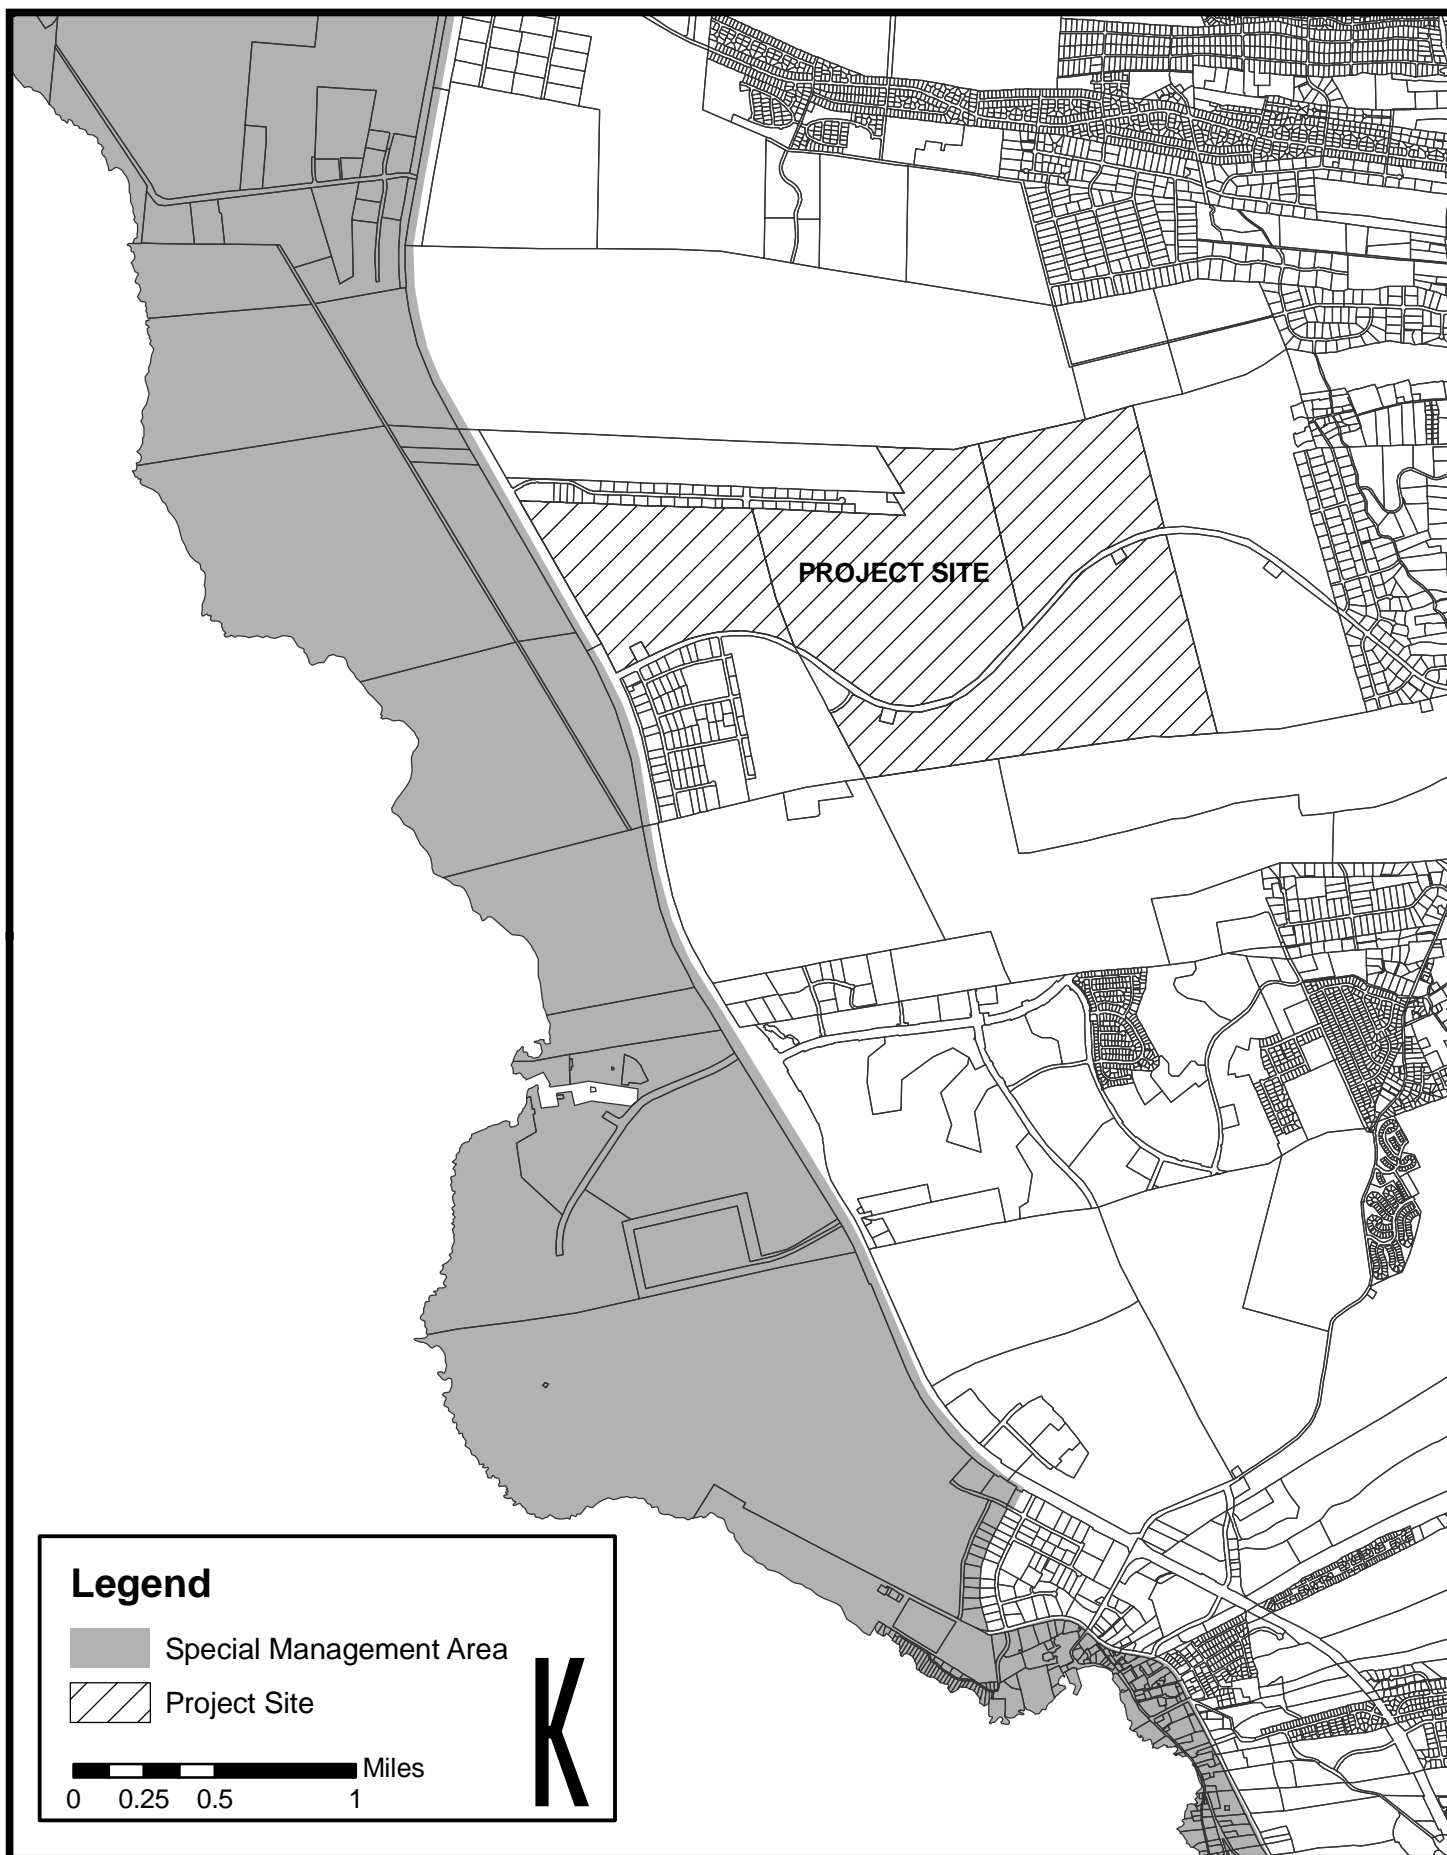 PROJECT SITE
Legend
Special Management Area
Project Site
K
Miles
0 0.25 0.5 1